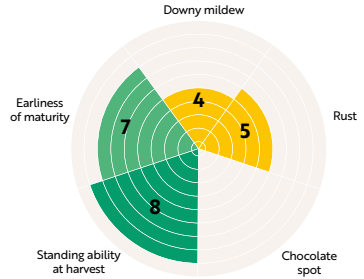 Downy mildew
4
Rust
5
Earliness
of maturity
7
8
Standing ability
at harvest
Chocolate
spot